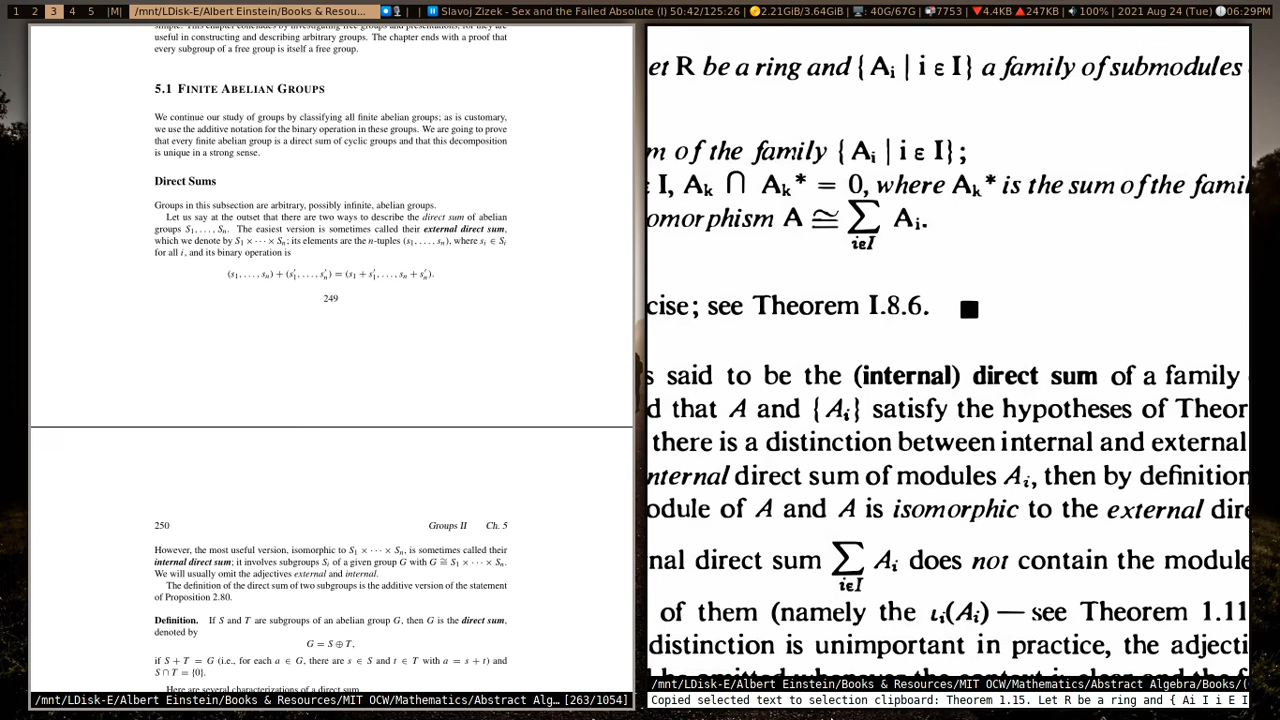 1 2 3 4 5 |M| /mnt/LDisk-E/Albert Einstein/Books & Resou... Slavoj Zizek - Sex and the Failed Absolute (S) 50:42/125:26 | 2.21GiB/3.64GiB | 40G/67G | 7753 | 4.4KB 247KB | 100% | 2021 Aug 24 (Tue) 06:29PM
useful in constructing and describing arbitrary groups. The chapter ends with a proof that
every subgroup of a free group is itself a free group.
5.1 FINITE ABELIAN GROUPS
We continue our study of groups by classifying all finite abelian groups; as is customary,
we use the additive notation for the binary operation in these groups. We are going to prove
that every finite abelian group is a direct sum of cyclic groups and that this decomposition
is unique in a strong sense.
Direct Sums
Groups in this subsection are arbitrary, possibly infinite, abelian groups.
Let us say at the outset that there are two ways to describe the direct sum of abelian
groups S₁, . . . , Sₙ. The easiest version is sometimes called their external direct sum,
which we denote by S₁ × · · · × Sₙ; its elements are the n-tuples (s₁, . . . , sₙ), where sᵢ ∈ Sᵢ
for all i, and its binary operation is
(s₁, . . . , sₙ) + (s′₁, . . . , s′ₙ) = (s₁ + s′₁, . . . , sₙ + s′ₙ).
249
250 Groups II Ch. 5
However, the most useful version, isomorphic to S₁ × · · · × Sₙ, is sometimes called their
internal direct sum; it involves subgroups Sᵢ of a given group G with G ≅ S₁ × · · · × Sₙ.
We will usually omit the adjectives external and internal.
The definition of the direct sum of two subgroups is the additive version of the statement
of Proposition 2.80.
Definition. If S and T are subgroups of an abelian group G, then G is the direct sum,
denoted by
G = S ⊕ T,
if S + T = G (i.e., for each a ∈ G, there are s ∈ S and t ∈ T with a = s + t) and
S ∩ T = {0}.
Here are several characterizations of a direct sum.
/mnt/LDisk-E/Albert Einstein/Books & Resources/MIT OCW/Mathematics/Abstract Alg... [263/1054]
et R be a ring and { Aᵢ | i ε I} a family of submodules
m of the family { Aᵢ | i ε I};
ε I, Aₖ ∩ Aₖ* = 0, where Aₖ* is the sum of the famil
omorphism A ≅ ∑ Aᵢ.
iεI
cise; see Theorem I.8.6. ■
s said to be the (internal) direct sum of a family
d that A and {Aᵢ} satisfy the hypotheses of Theor
there is a distinction between internal and external
nternal direct sum of modules Aᵢ, then by definition
odule of A and A is isomorphic to the external dire
nal direct sum ∑ Aᵢ does not contain the module
iεI
of them (namely the ιᵢ(Aᵢ) — see Theorem 1.11
distinction is unimportant in practice, the adjecti
/mnt/LDisk-E/Albert Einstein/Books & Resources/MIT OCW/Mathematics/Abstract Algebra/Books/(
Copied selected text to selection clipboard: Theorem 1.15. Let R be a ring and { Ai I i E I